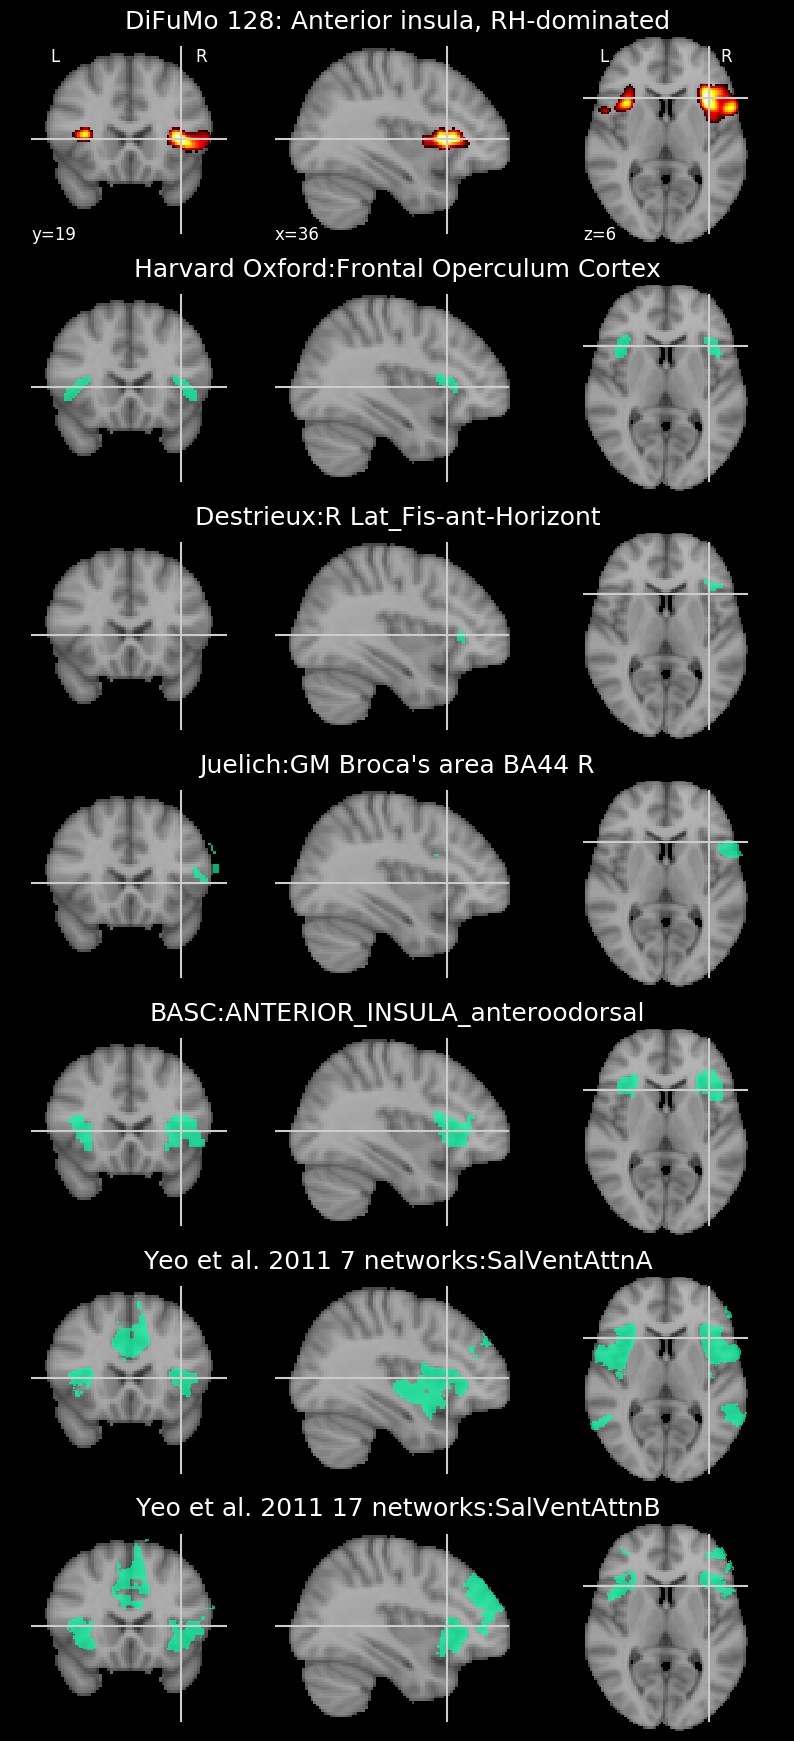 DiFuMo 128: Anterior insula, RH-dominated
L R L R
y=19 x=36 z=6
Harvard Oxford:Frontal Operculum Cortex
Destrieux:R Lat_Fis-ant-Horizont
Juelich:GM Broca's area BA44 R
BASC:ANTERIOR_INSULA_anteroodorsal
Yeo et al. 2011 7 networks:SalVentAttnA
Yeo et al. 2011 17 networks:SalVentAttnB